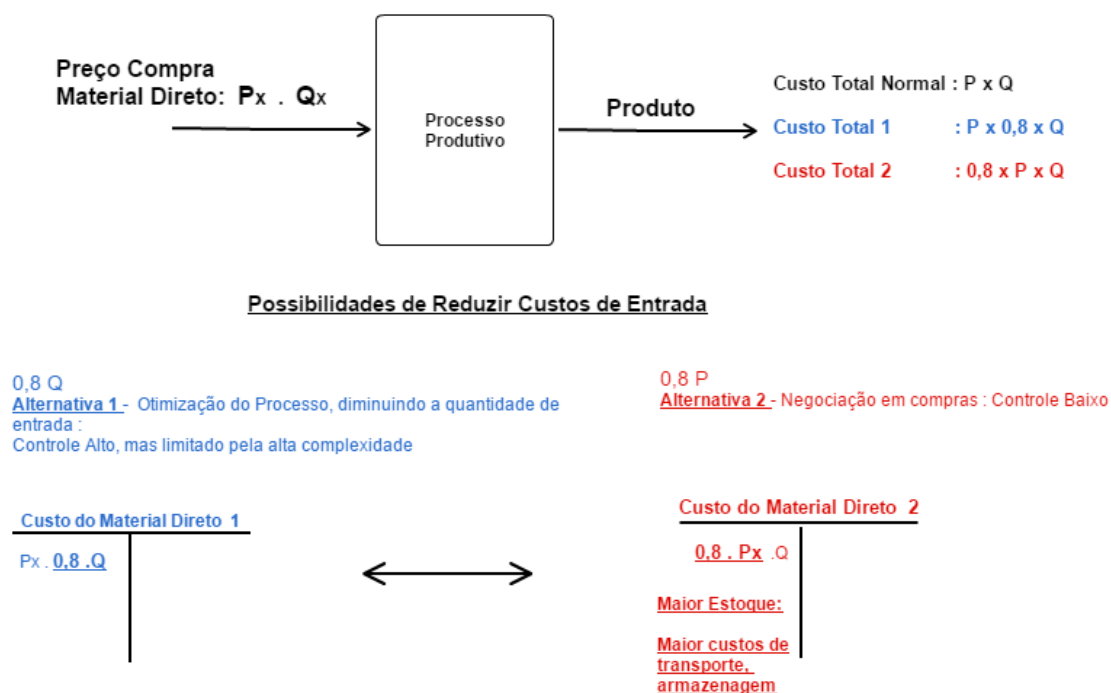 Preço Compra
Material Direto: Px . Qx
Processo
Produtivo
Produto
Custo Total Normal : P x Q
Custo Total 1 : P x 0,8 x Q
Custo Total 2 : 0,8 x P x Q
Possibilidades de Reduzir Custos de Entrada
0,8 Q
Alternativa 1 - Otimização do Processo, diminuindo a quantidade de
entrada :
Controle Alto, mas limitado pela alta complexidade
0,8 P
Alternativa 2 - Negociação em compras : Controle Baixo
Custo do Material Direto 1
Px . 0,8 .Q
Custo do Material Direto 2
0,8 . Px .Q
Maior Estoque:
Maior custos de
transporte,
armazenagem